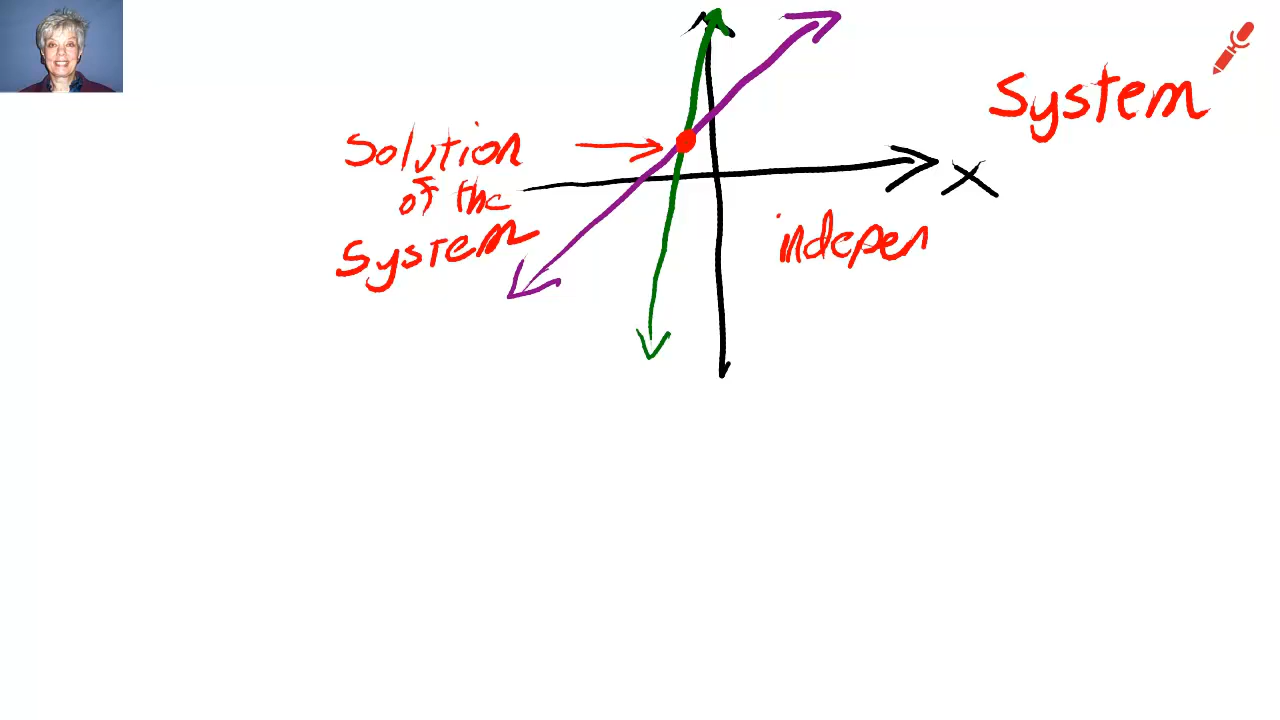 System
Solution
of the
System
X
indepen